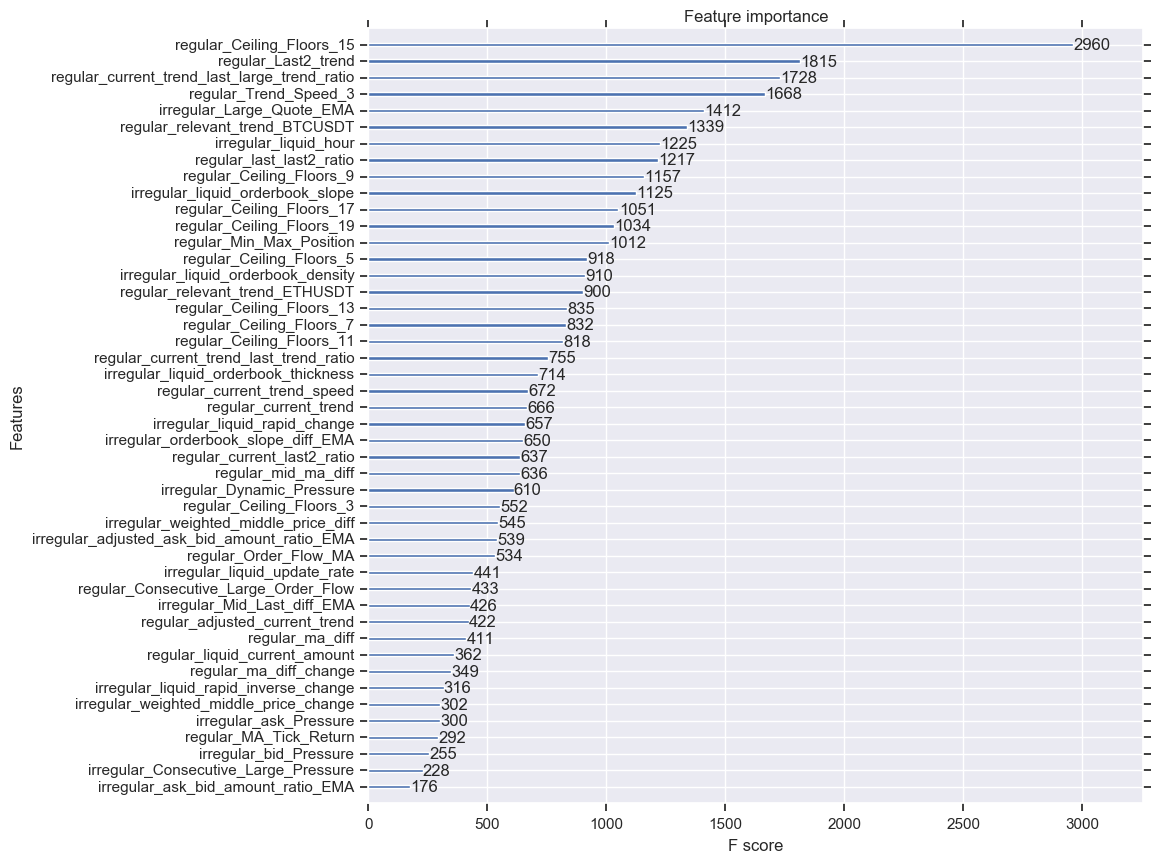 Feature importance
regular_Ceiling_Floors_15 2960
regular_Last2_trend 1815
regular_current_trend_last_large_trend_ratio 1728
regular_Trend_Speed_3 1668
irregular_Large_Quote_EMA 1412
regular_relevant_trend_BTCUSDT 1339
irregular_liquid_hour 1225
regular_last_last2_ratio 1217
regular_Ceiling_Floors_9 1157
irregular_liquid_orderbook_slope 1125
regular_Ceiling_Floors_17 1051
regular_Ceiling_Floors_19 1034
regular_Min_Max_Position 1012
regular_Ceiling_Floors_5 918
irregular_liquid_orderbook_density 910
regular_relevant_trend_ETHUSDT 900
regular_Ceiling_Floors_13 835
regular_Ceiling_Floors_7 832
regular_Ceiling_Floors_11 818
regular_current_trend_last_trend_ratio 755
irregular_liquid_orderbook_thickness 714
regular_current_trend_speed 672
regular_current_trend 666
irregular_liquid_rapid_change 657
irregular_orderbook_slope_diff_EMA 650
regular_current_last2_ratio 637
regular_mid_ma_diff 636
irregular_Dynamic_Pressure 610
regular_Ceiling_Floors_3 552
irregular_weighted_middle_price_diff 545
irregular_adjusted_ask_bid_amount_ratio_EMA 539
regular_Order_Flow_MA 534
irregular_liquid_update_rate 441
regular_Consecutive_Large_Order_Flow 433
irregular_Mid_Last_diff_EMA 426
regular_adjusted_current_trend 422
regular_ma_diff 411
regular_liquid_current_amount 362
regular_ma_diff_change 349
irregular_liquid_rapid_inverse_change 316
irregular_weighted_middle_price_change 302
irregular_ask_Pressure 300
regular_MA_Tick_Return 292
irregular_bid_Pressure 255
irregular_Consecutive_Large_Pressure 228
irregular_ask_bid_amount_ratio_EMA 176
Features
0 500 1000 1500 2000 2500 3000
F score